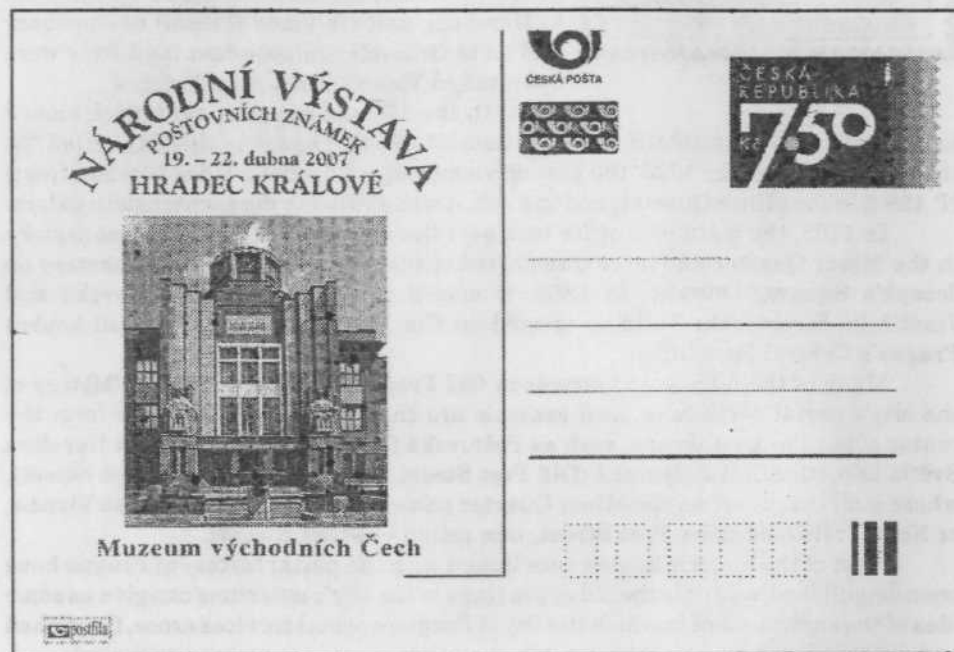 NÁRODNÍ VÝSTAVA
POŠTOVNÍCH ZNÁMEK
19. – 22. dubna 2007
HRADEC KRÁLOVÉ
Muzeum východních Čech
postfila
ČESKÁ POŠTA
ČESKÁ
REPUBLIKA
7,50
Kč